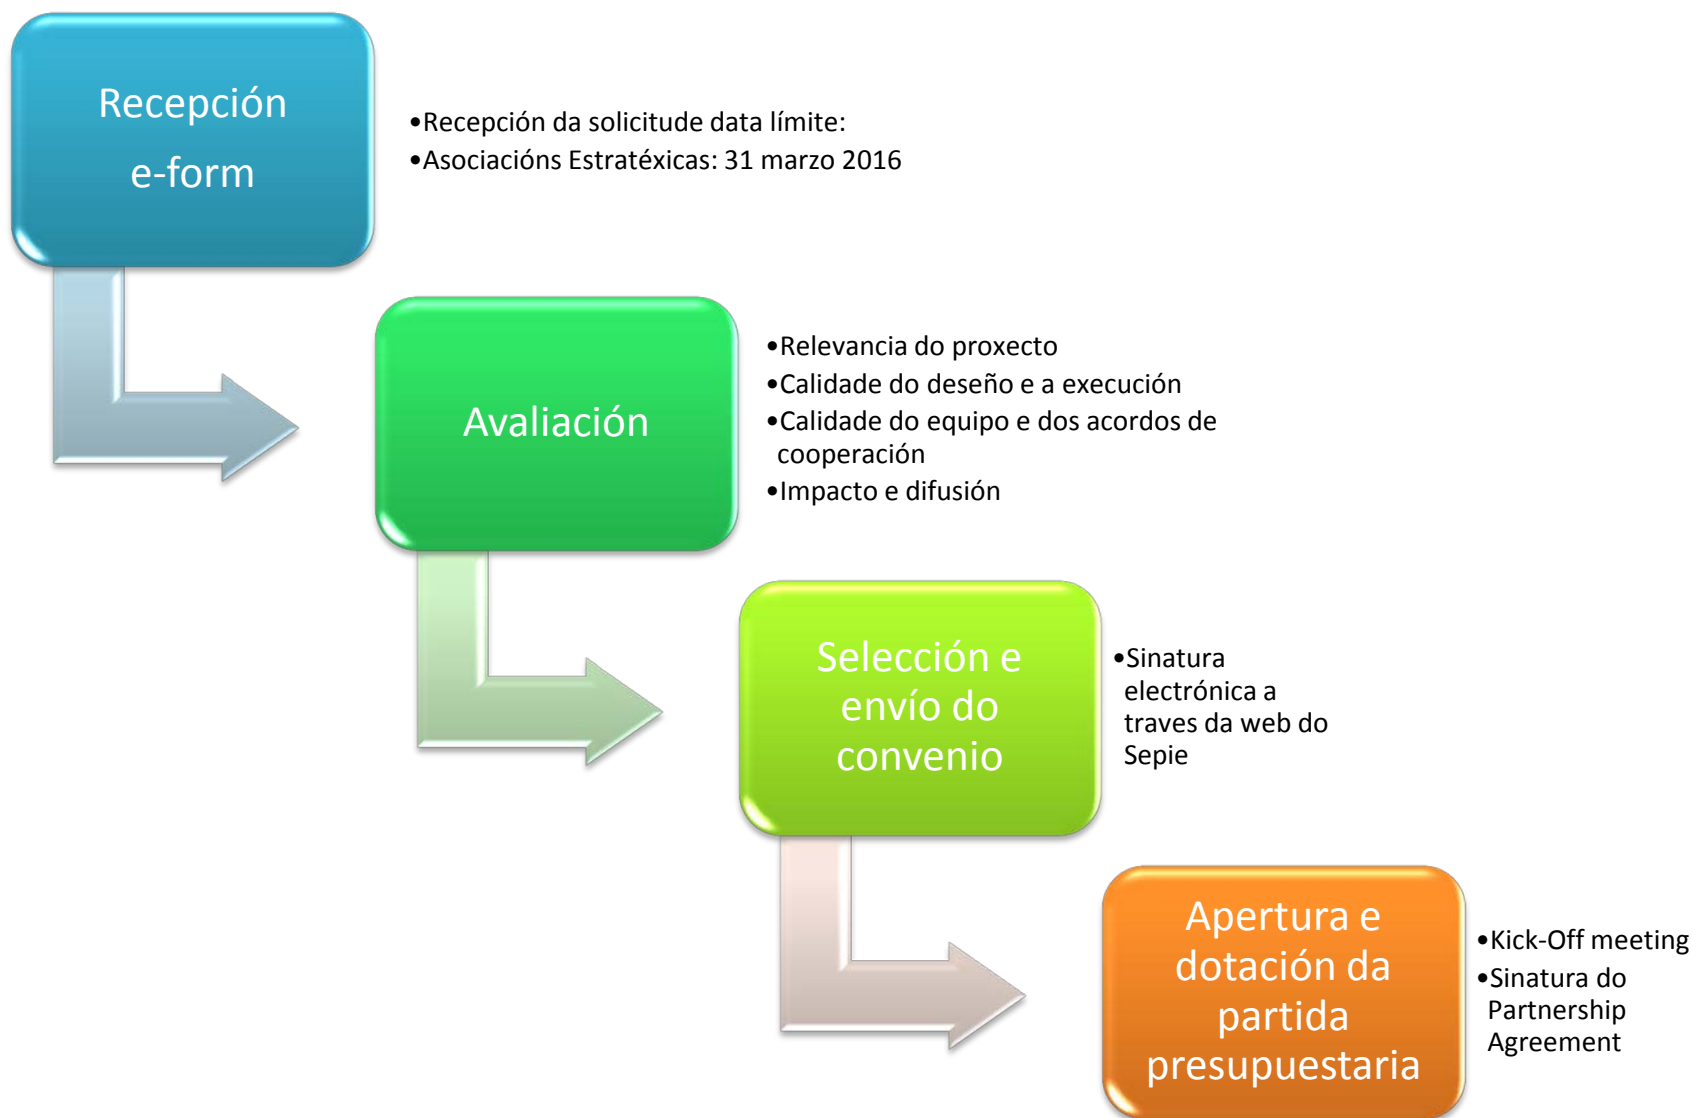 Recepción
e-form
•Recepción da solicitude data límite:
•Asociacións Estratéxicas: 31 marzo 2016
Avaliación
•Relevancia do proxecto
•Calidade do deseño e a execución
•Calidade do equipo e dos acordos de
cooperación
•Impacto e difusión
Selección e
envío do
convenio
•Sinatura
electrónica a
traves da web do
Sepie
Apertura e
dotación da
partida
presupuestaria
•Kick-Off meeting
•Sinatura do
Partnership
Agreement